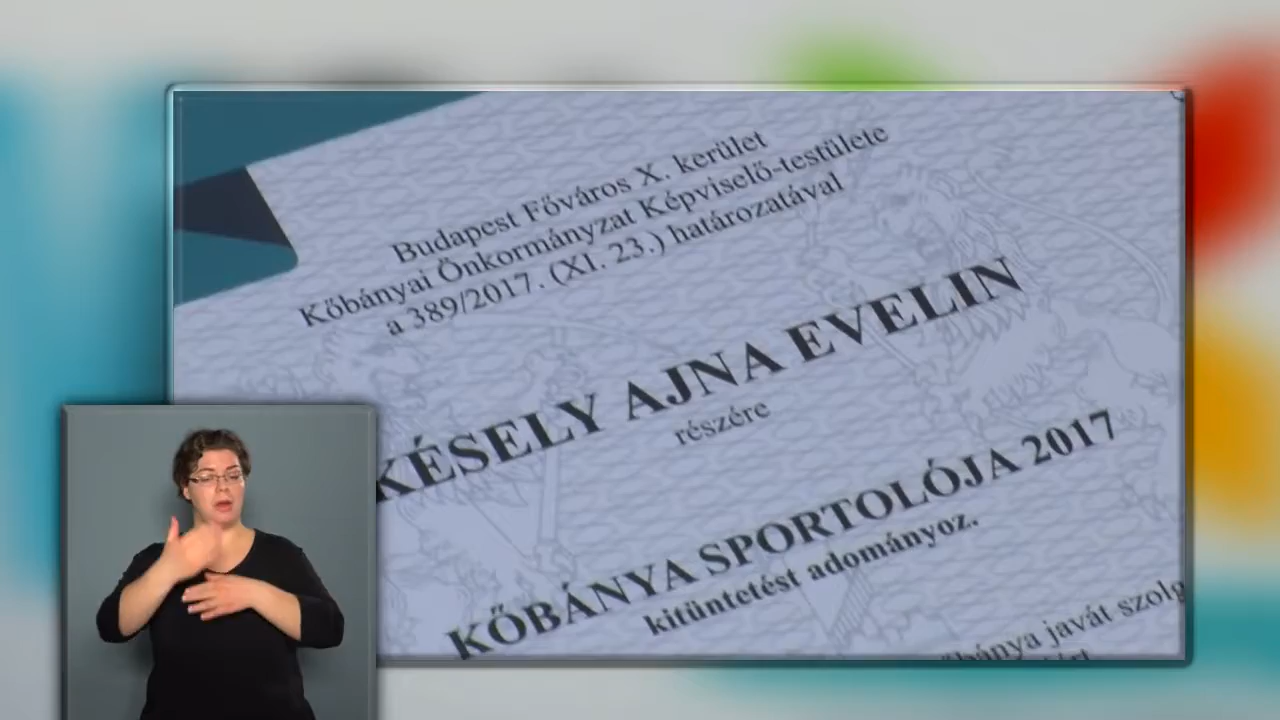 Budapest Főváros X. kerület
Kőbányai Önkormányzat Képviselő-testülete
a 389/2017. (XI. 23.) határozatával
KÉSELY AJNA EVELIN
részére
KŐBÁNYA SPORTOLÓJA 2017
kitüntetést adományoz.
javát